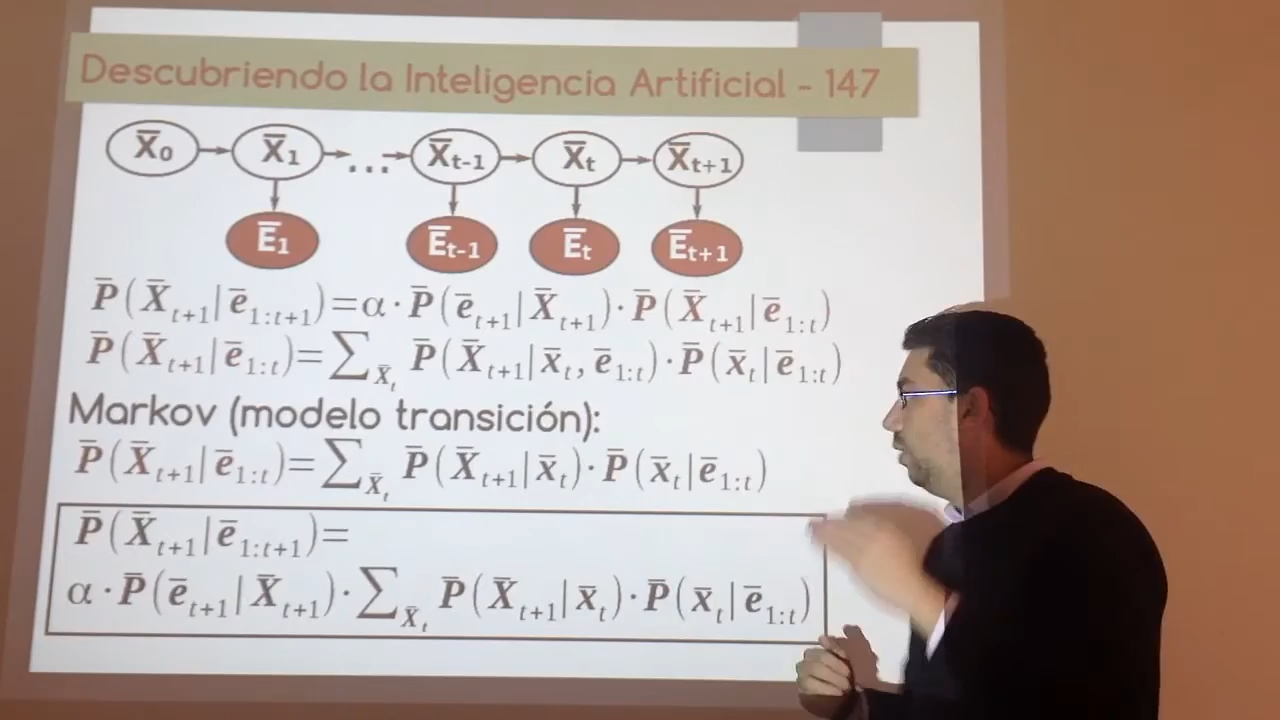 Descubriendo la Inteligencia Artificial - 147
X̄₀ X̄₁ ... X̄ₜ₋₁ X̄ₜ X̄ₜ₊₁
Ē₁ Ēₜ₋₁ Ēₜ Ēₜ₊₁
P̄(X̄ₜ₊₁|ē₁:ₜ₊₁)=α·P̄(ēₜ₊₁|X̄ₜ₊₁)·P̄(X̄ₜ₊₁|ē₁:ₜ)
P̄(X̄ₜ₊₁|ē₁:ₜ)=∑X̄ₜ P̄(X̄ₜ₊₁|x̄ₜ,ē₁:ₜ)·P̄(x̄ₜ|ē₁:ₜ)
Markov (modelo transición):
P̄(X̄ₜ₊₁|ē₁:ₜ)=∑X̄ₜ P̄(X̄ₜ₊₁|x̄ₜ)·P̄(x̄ₜ|ē₁:ₜ)
P̄(X̄ₜ₊₁|ē₁:ₜ₊₁)=
α·P̄(ēₜ₊₁|X̄ₜ₊₁)·∑X̄ₜ P̄(X̄ₜ₊₁|x̄ₜ)·P̄(x̄ₜ|ē₁:ₜ)